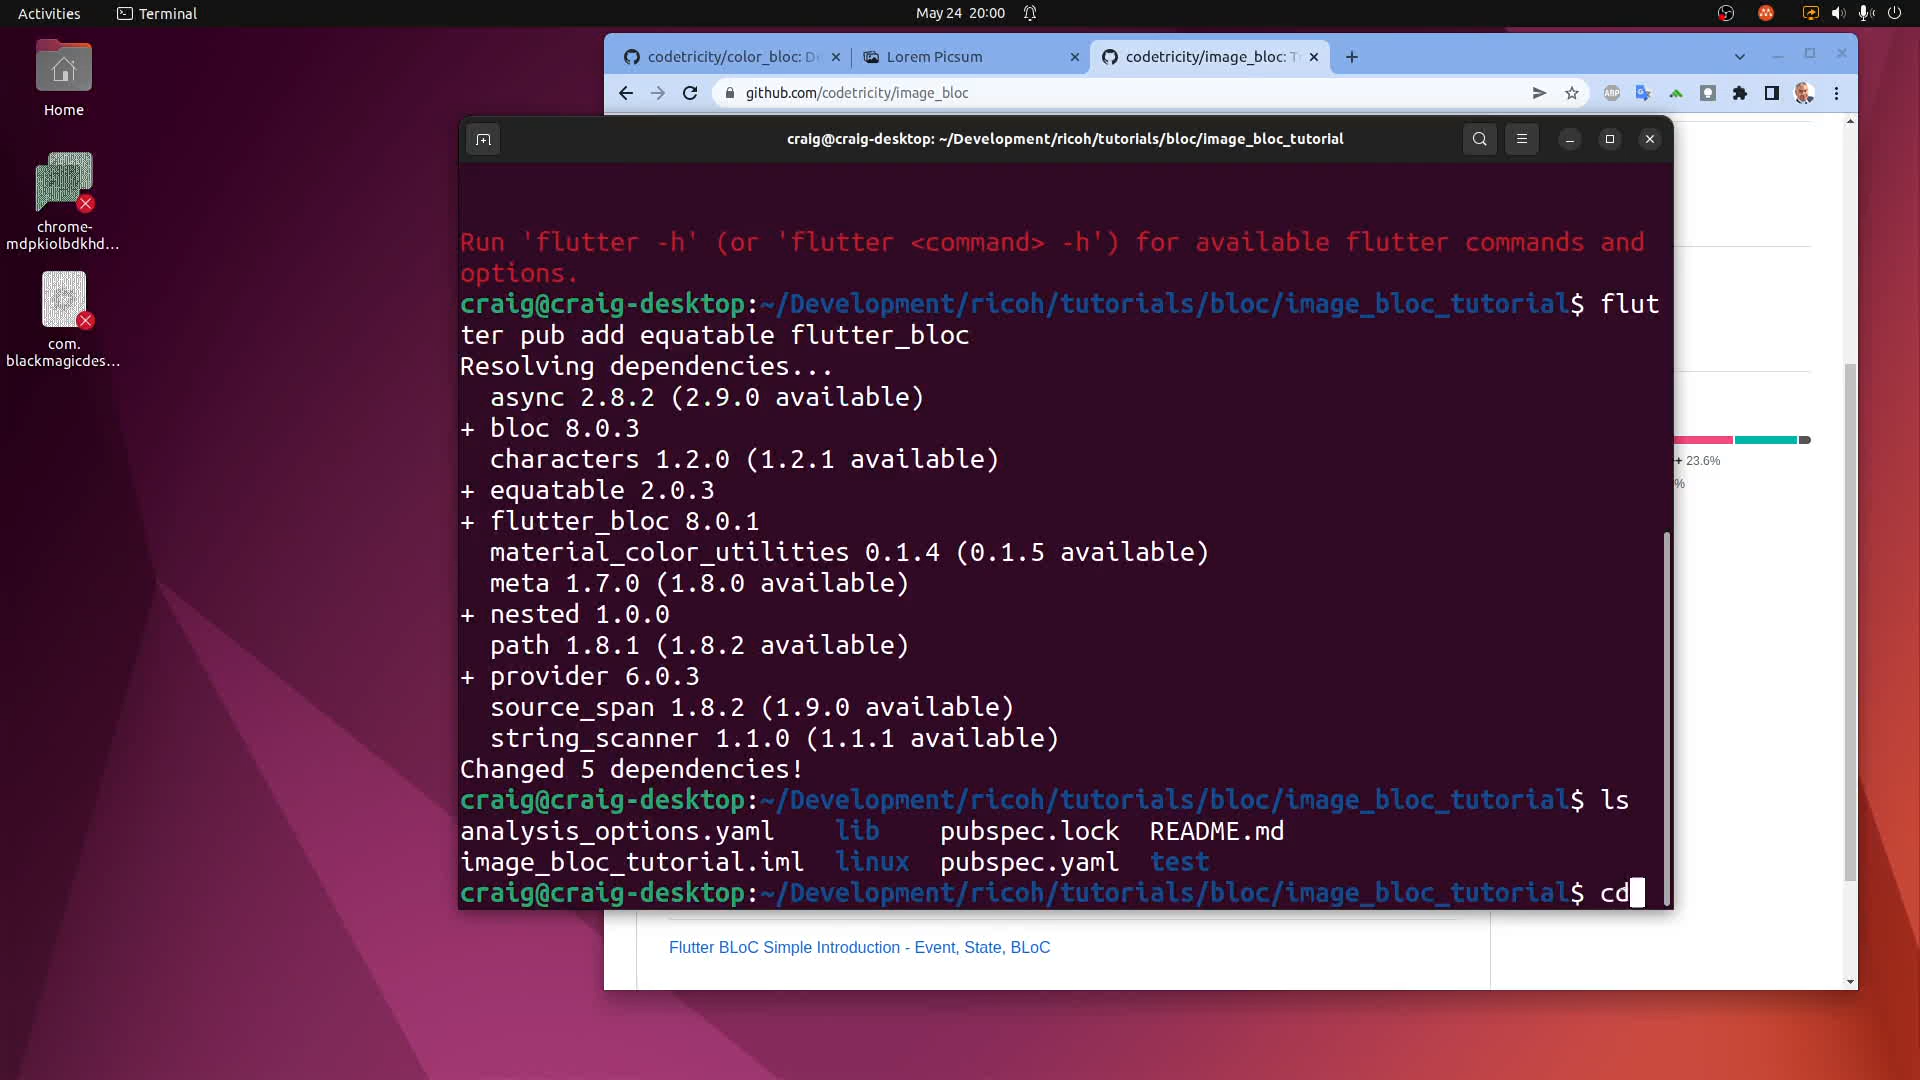 Activities
Terminal
May 24 20:00
Home
chrome-
mdpkiolbdkhd...
com.
blackmagicdes...
codetricity/color_bloc: De
Lorem Picsum
codetricity/image_bloc: T
github.com/codetricity/image_bloc
ABP
craig@craig-desktop: ~/Development/ricoh/tutorials/bloc/image_bloc_tutorial
Run 'flutter -h' (or 'flutter <command> -h') for available flutter commands and
options.
craig@craig-desktop:~/Development/ricoh/tutorials/bloc/image_bloc_tutorial$ flut
ter pub add equatable flutter_bloc
Resolving dependencies...
  async 2.8.2 (2.9.0 available)
+ bloc 8.0.3
  characters 1.2.0 (1.2.1 available)
+ equatable 2.0.3
+ flutter_bloc 8.0.1
  material_color_utilities 0.1.4 (0.1.5 available)
  meta 1.7.0 (1.8.0 available)
+ nested 1.0.0
  path 1.8.1 (1.8.2 available)
+ provider 6.0.3
  source_span 1.8.2 (1.9.0 available)
  string_scanner 1.1.0 (1.1.1 available)
Changed 5 dependencies!
craig@craig-desktop:~/Development/ricoh/tutorials/bloc/image_bloc_tutorial$ ls
analysis_options.yaml    lib    pubspec.lock  README.md
image_bloc_tutorial.iml  linux  pubspec.yaml  test
craig@craig-desktop:~/Development/ricoh/tutorials/bloc/image_bloc_tutorial$ cd
+ 23.6%
%
Flutter BLoC Simple Introduction - Event, State, BLoC